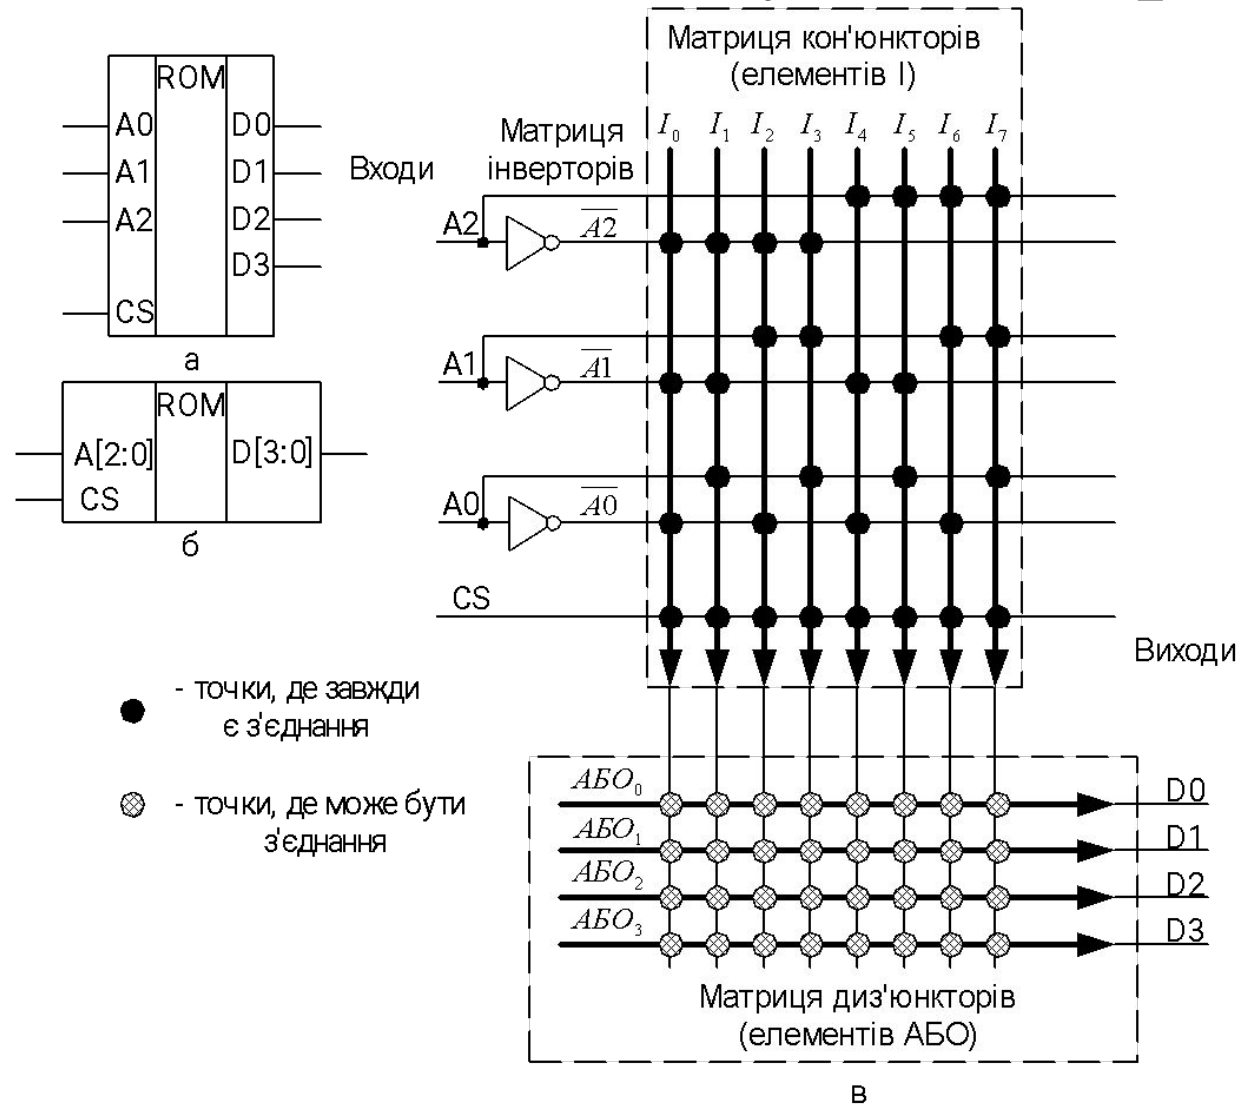 ROM
A0
D0
A1
D1
A2
D2
D3
CS
а
ROM
A[2:0]
D[3:0]
CS
б
Входи
Матриця
інверторів
Матриця кон'юнкторів
(елементів І)
I0 I1 I2 I3 I4 I5 I6 I7
A2
A2
A1
A1
A0
A0
CS
Виходи
- точки, де завжди
є з'єднання
- точки, де може бути
з'єднання
АБО0
D0
АБО1
D1
АБО2
D2
АБО3
D3
Матриця диз'юнкторів
(елементів АБО)
в